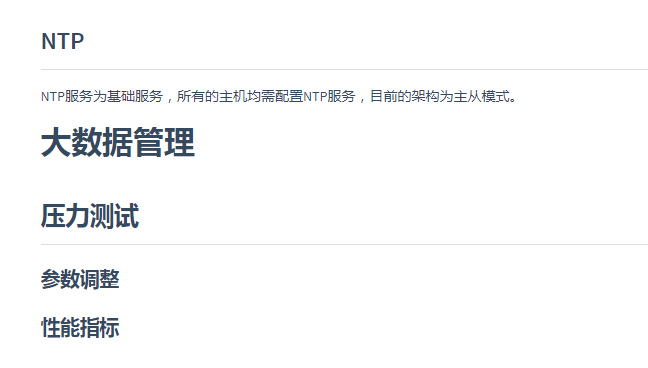 NTP
NTP服务为基础服务，所有的主机均需配置NTP服务，目前的架构为主从模式。
大数据管理
压力测试
参数调整
性能指标